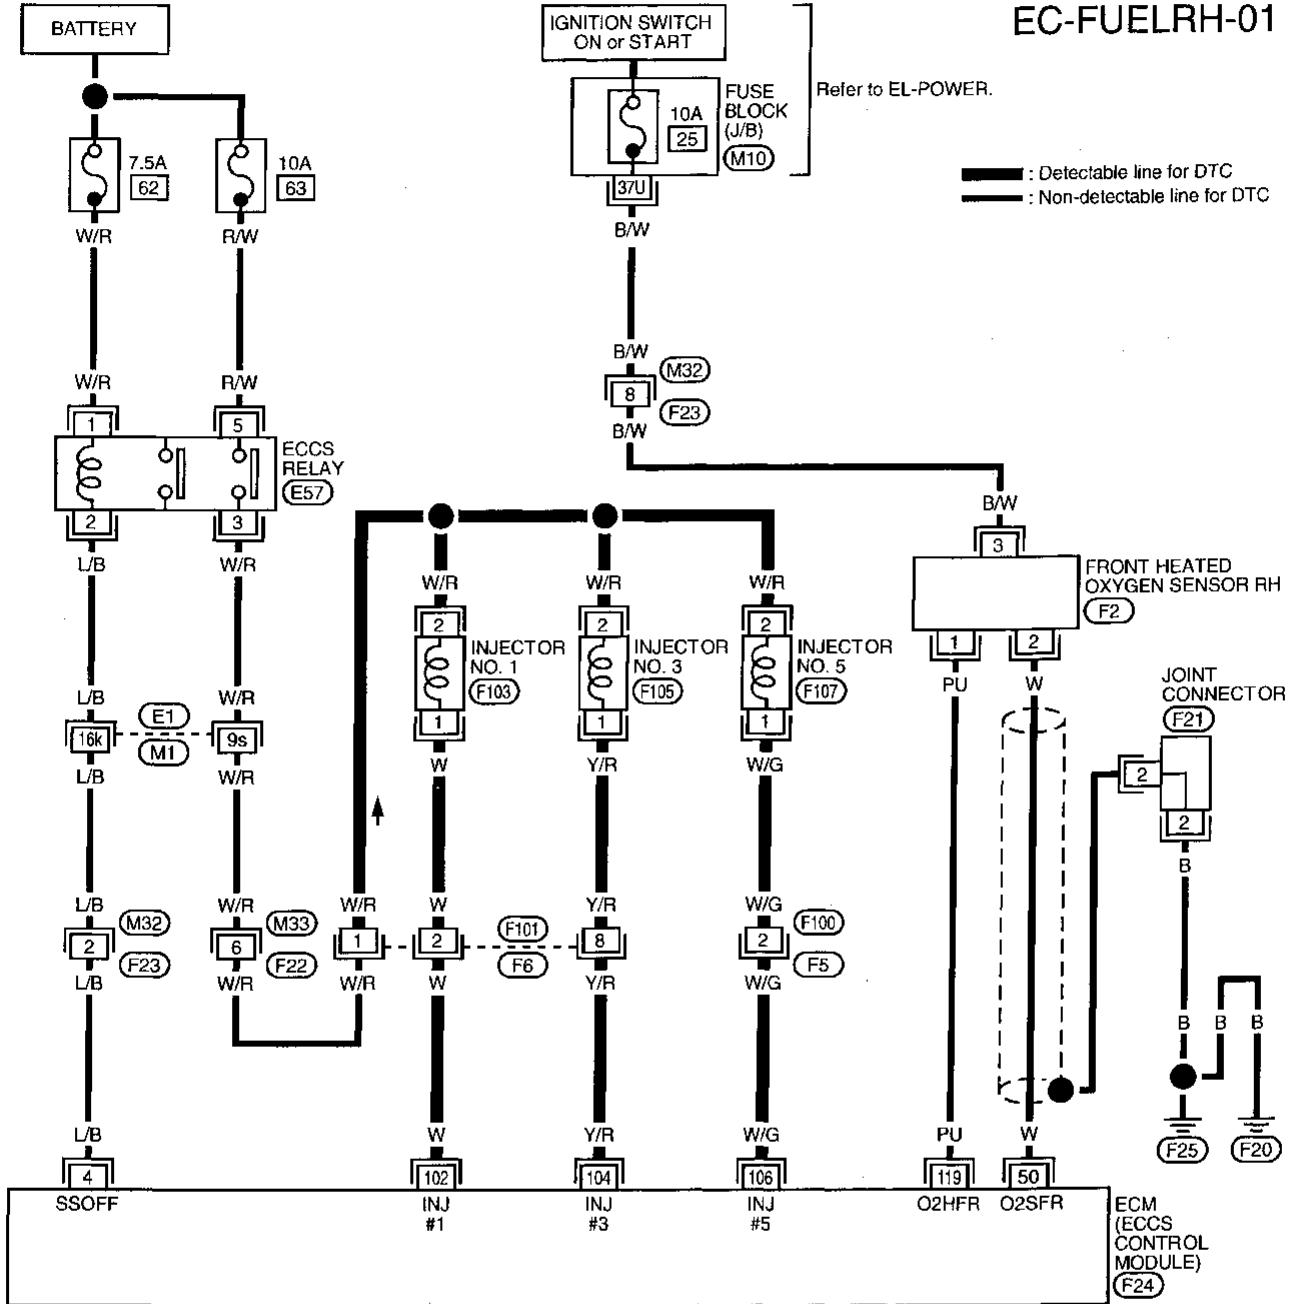 EC-FUELRH-01
BATTERY
IGNITION SWITCH
ON or START
Refer to EL-POWER.
FUSE
BLOCK
(J/B)
M10
10A
25
37U
7.5A
62
10A
63
: Detectable line for DTC
: Non-detectable line for DTC
W/R
R/W
B/W
W/R
R/W
B/W
M32
8
F23
B/W
1
5
ECCS
RELAY
E57
2
3
L/B
W/R
B/W
3
FRONT HEATED
OXYGEN SENSOR RH
F2
1
2
PU
W
W/R
W/R
W/R
2
2
2
INJECTOR
NO. 1
F103
INJECTOR
NO. 3
F105
INJECTOR
NO. 5
F107
1
1
1
W
Y/R
W/G
JOINT
CONNECTOR
F21
2
2
B
L/B
W/R
16k
E1
M1
9s
L/B
W/R
L/B
W/R
W/R
W
Y/R
W/G
2
M32
F23
6
M33
F22
1
2
F101
F6
8
2
F100
F5
L/B
W/R
W/R
W
Y/R
W/G
B
B
B
F25
F20
L/B
W
Y/R
W/G
PU
W
4
102
104
106
119
50
SSOFF
INJ
#1
INJ
#3
INJ
#5
O2HFR
O2SFR
ECM
(ECCS
CONTROL
MODULE)
F24